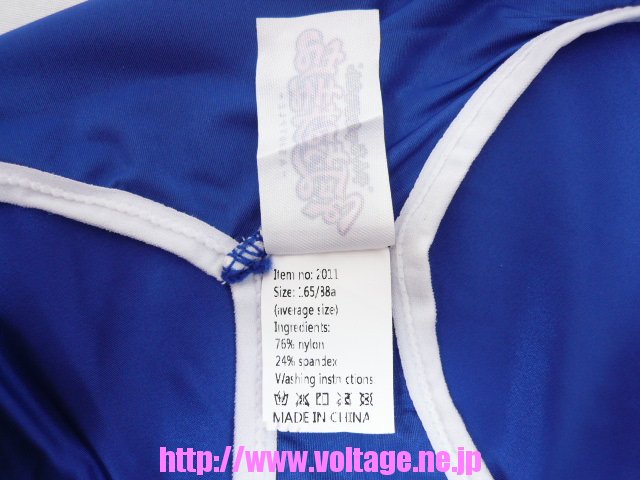 Item no: 2011
Size: 165/88a
(average size)
Ingredients:
76% nylon
24% spandex
Washing instructions
MADE IN CHINA
http://www.voltage.ne.jp